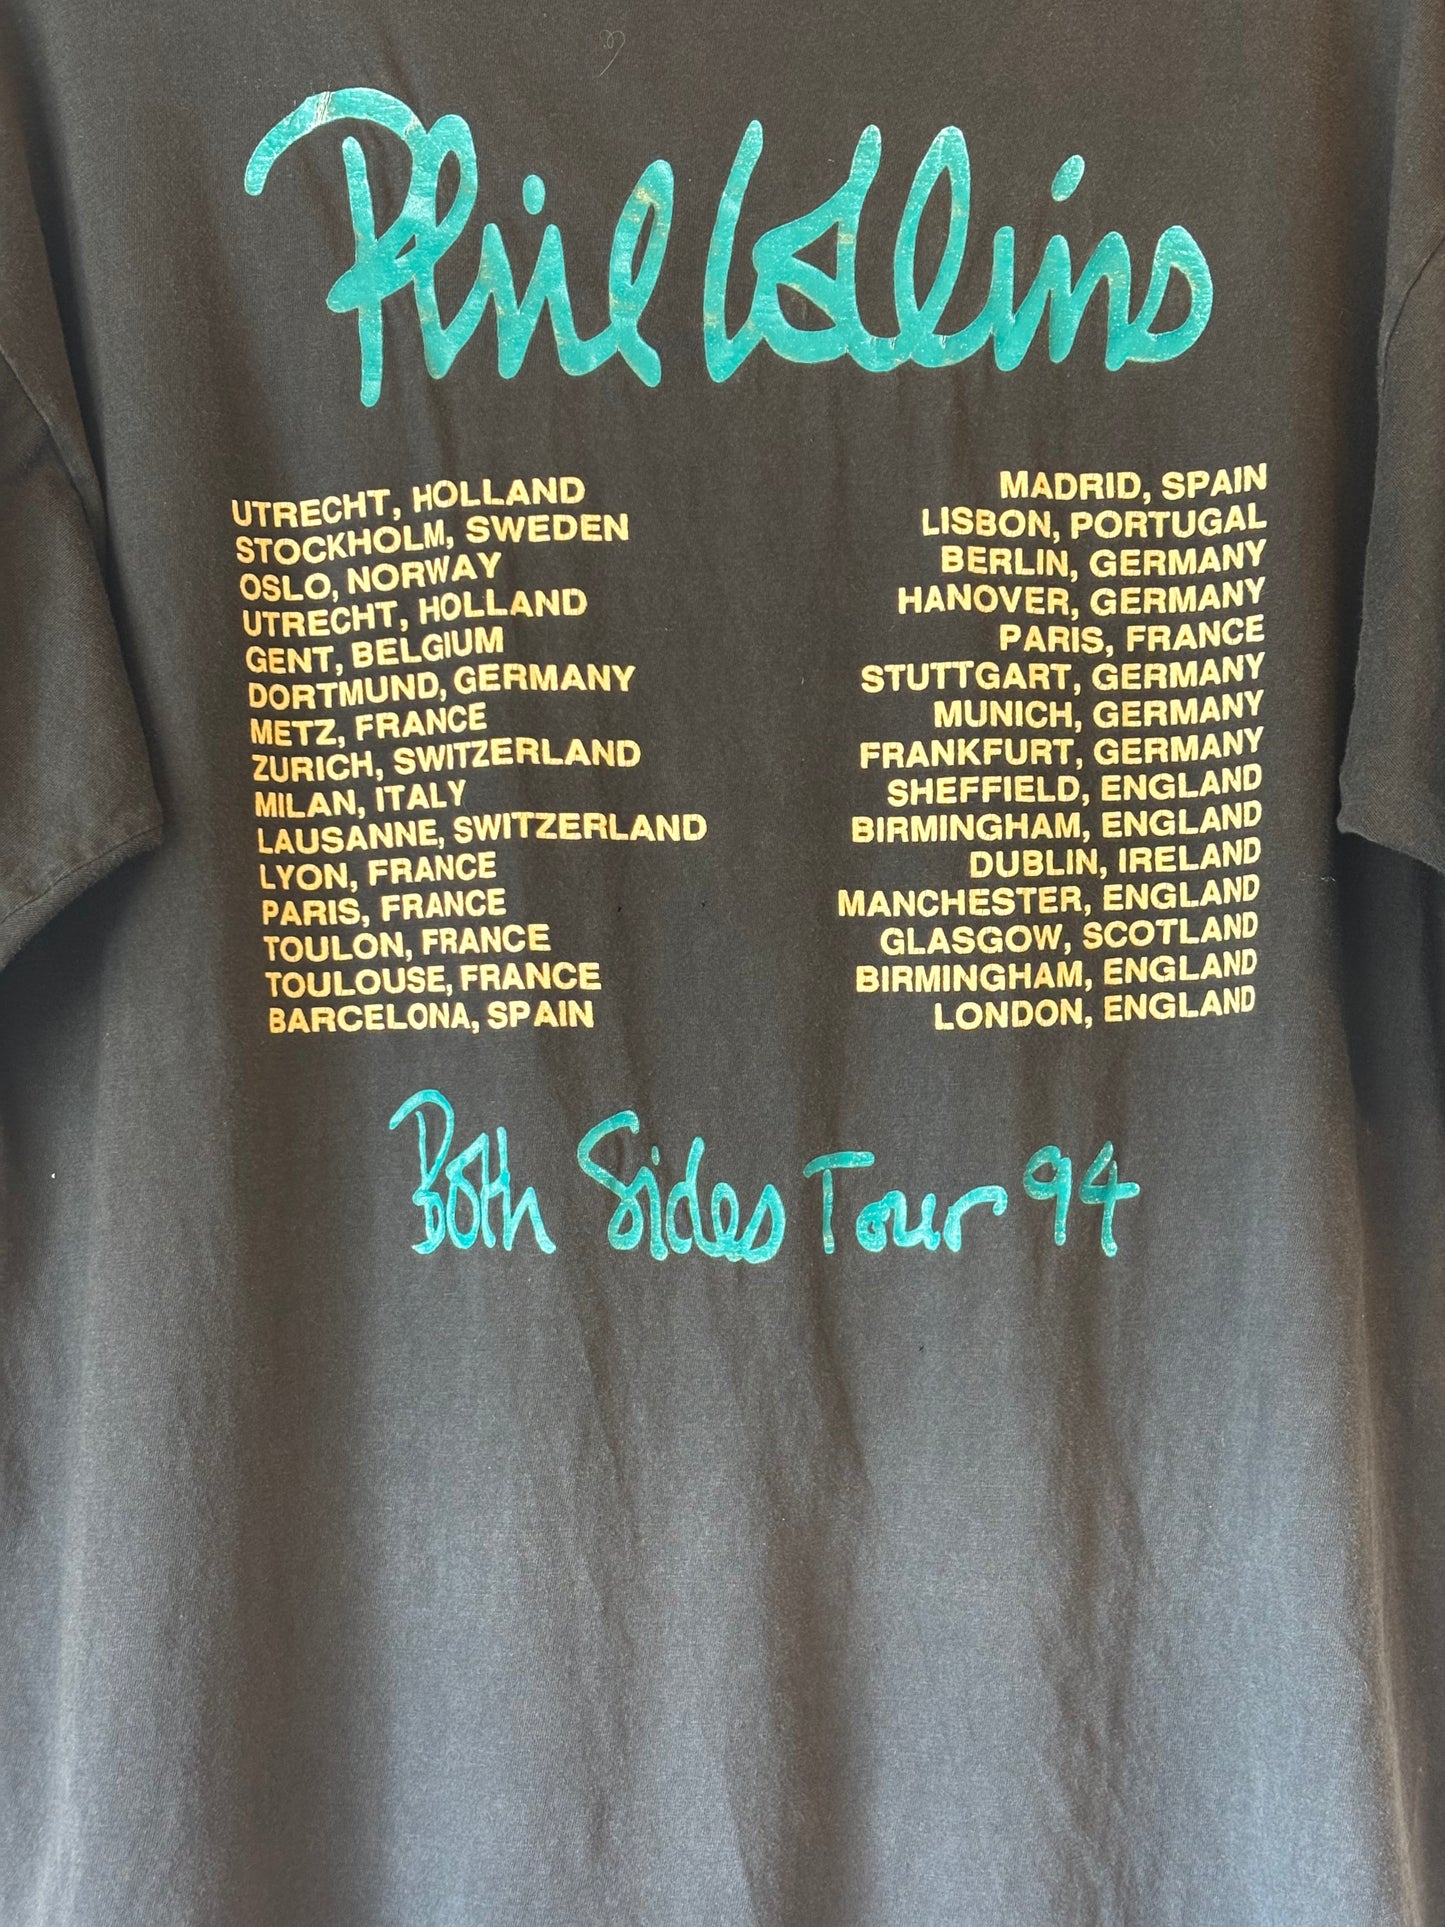 Phil Collins
UTRECHT, HOLLAND
STOCKHOLM, SWEDEN
OSLO, NORWAY
UTRECHT, HOLLAND
GENT, BELGIUM
DORTMUND, GERMANY
METZ, FRANCE
ZURICH, SWITZERLAND
MILAN, ITALY
LAUSANNE, SWITZERLAND
LYON, FRANCE
PARIS, FRANCE
TOULON, FRANCE
TOULOUSE, FRANCE
BARCELONA, SPAIN
MADRID, SPAIN
LISBON, PORTUGAL
BERLIN, GERMANY
HANOVER, GERMANY
PARIS, FRANCE
STUTTGART, GERMANY
MUNICH, GERMANY
FRANKFURT, GERMANY
SHEFFIELD, ENGLAND
BIRMINGHAM, ENGLAND
DUBLIN, IRELAND
MANCHESTER, ENGLAND
GLASGOW, SCOTLAND
BIRMINGHAM, ENGLAND
LONDON, ENGLAND
Both Sides Tour 94